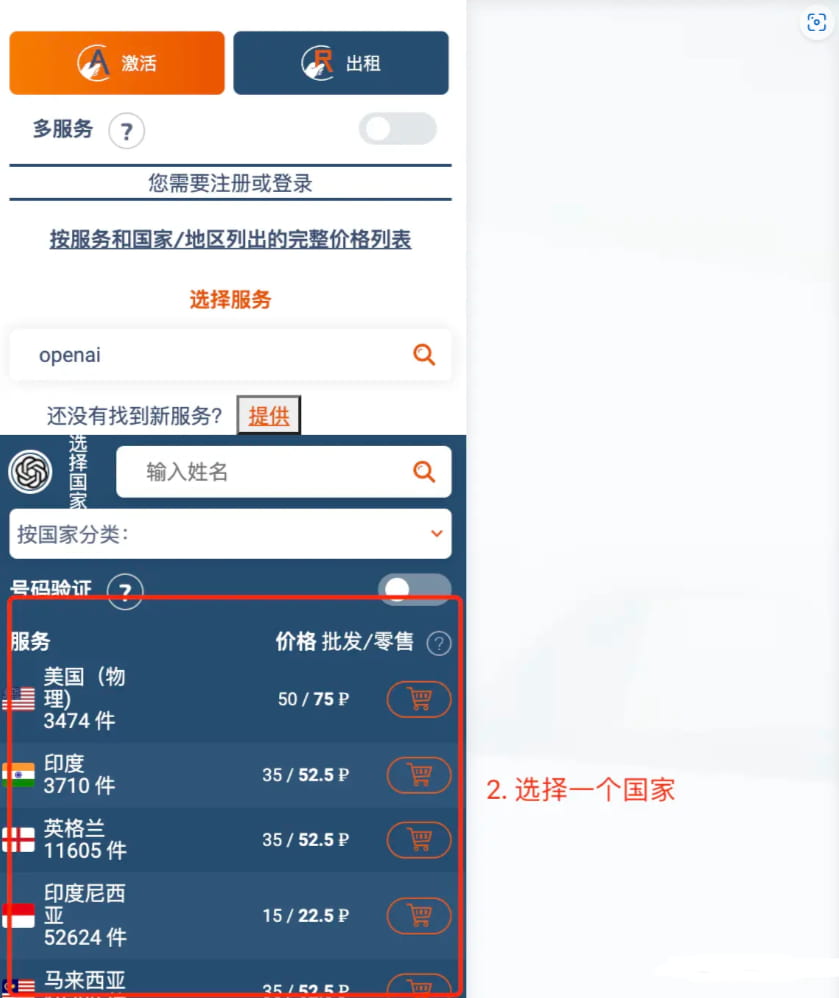 激活
出租
多服务 ?
您需要注册或登录
按服务和国家/地区列出的完整价格列表
选择服务
openai
还没有找到新服务? 提供
选择国家
输入姓名
按国家分类:
号码验证 ?
服务 价格 批发/零售 ?
美国（物
理)
3474 件
50 / 75 ₽
印度
3710 件
35 / 52.5 ₽
英格兰
11605 件
35 / 52.5 ₽
印度尼西
亚
52624 件
15 / 22.5 ₽
马来西亚
35 / 52.5 ₽
2. 选择一个国家